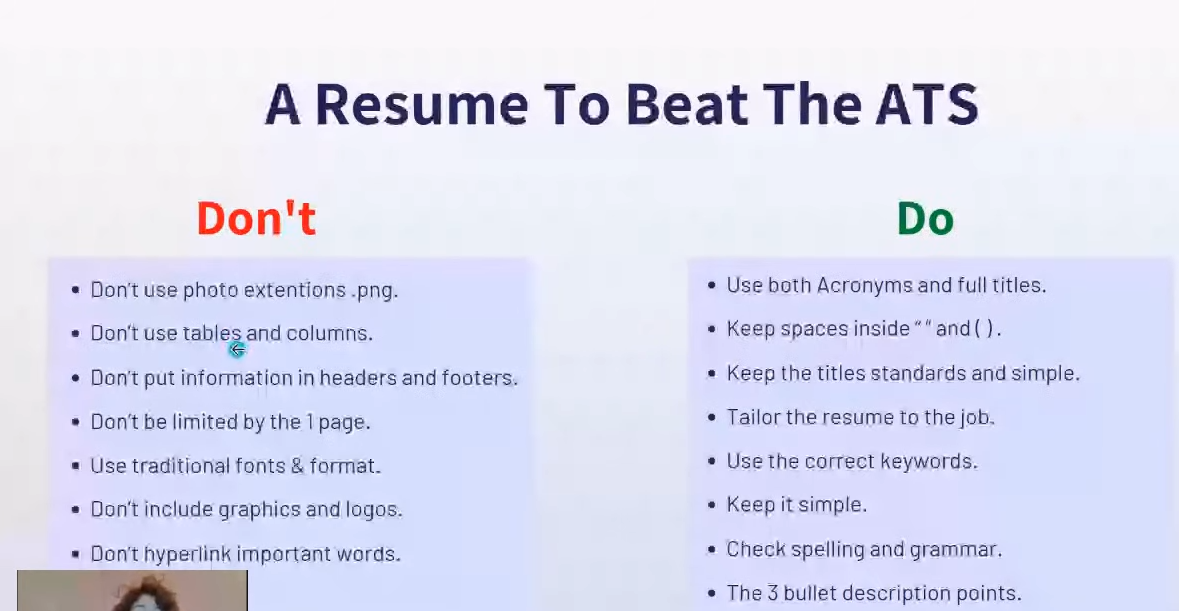 A Resume To Beat The ATS
Don't
Don't use photo extentions .png.
Don't use tables and columns.
Don't put information in headers and footers.
Don't be limited by the 1 page.
Use traditional fonts & format.
Don't include graphics and logos.
Don't hyperlink important words.
Do
Use both Acronyms and full titles.
Keep spaces inside “ ” and ( ).
Keep the titles standards and simple.
Tailor the resume to the job.
Use the correct keywords.
Keep it simple.
Check spelling and grammar.
The 3 bullet description points.